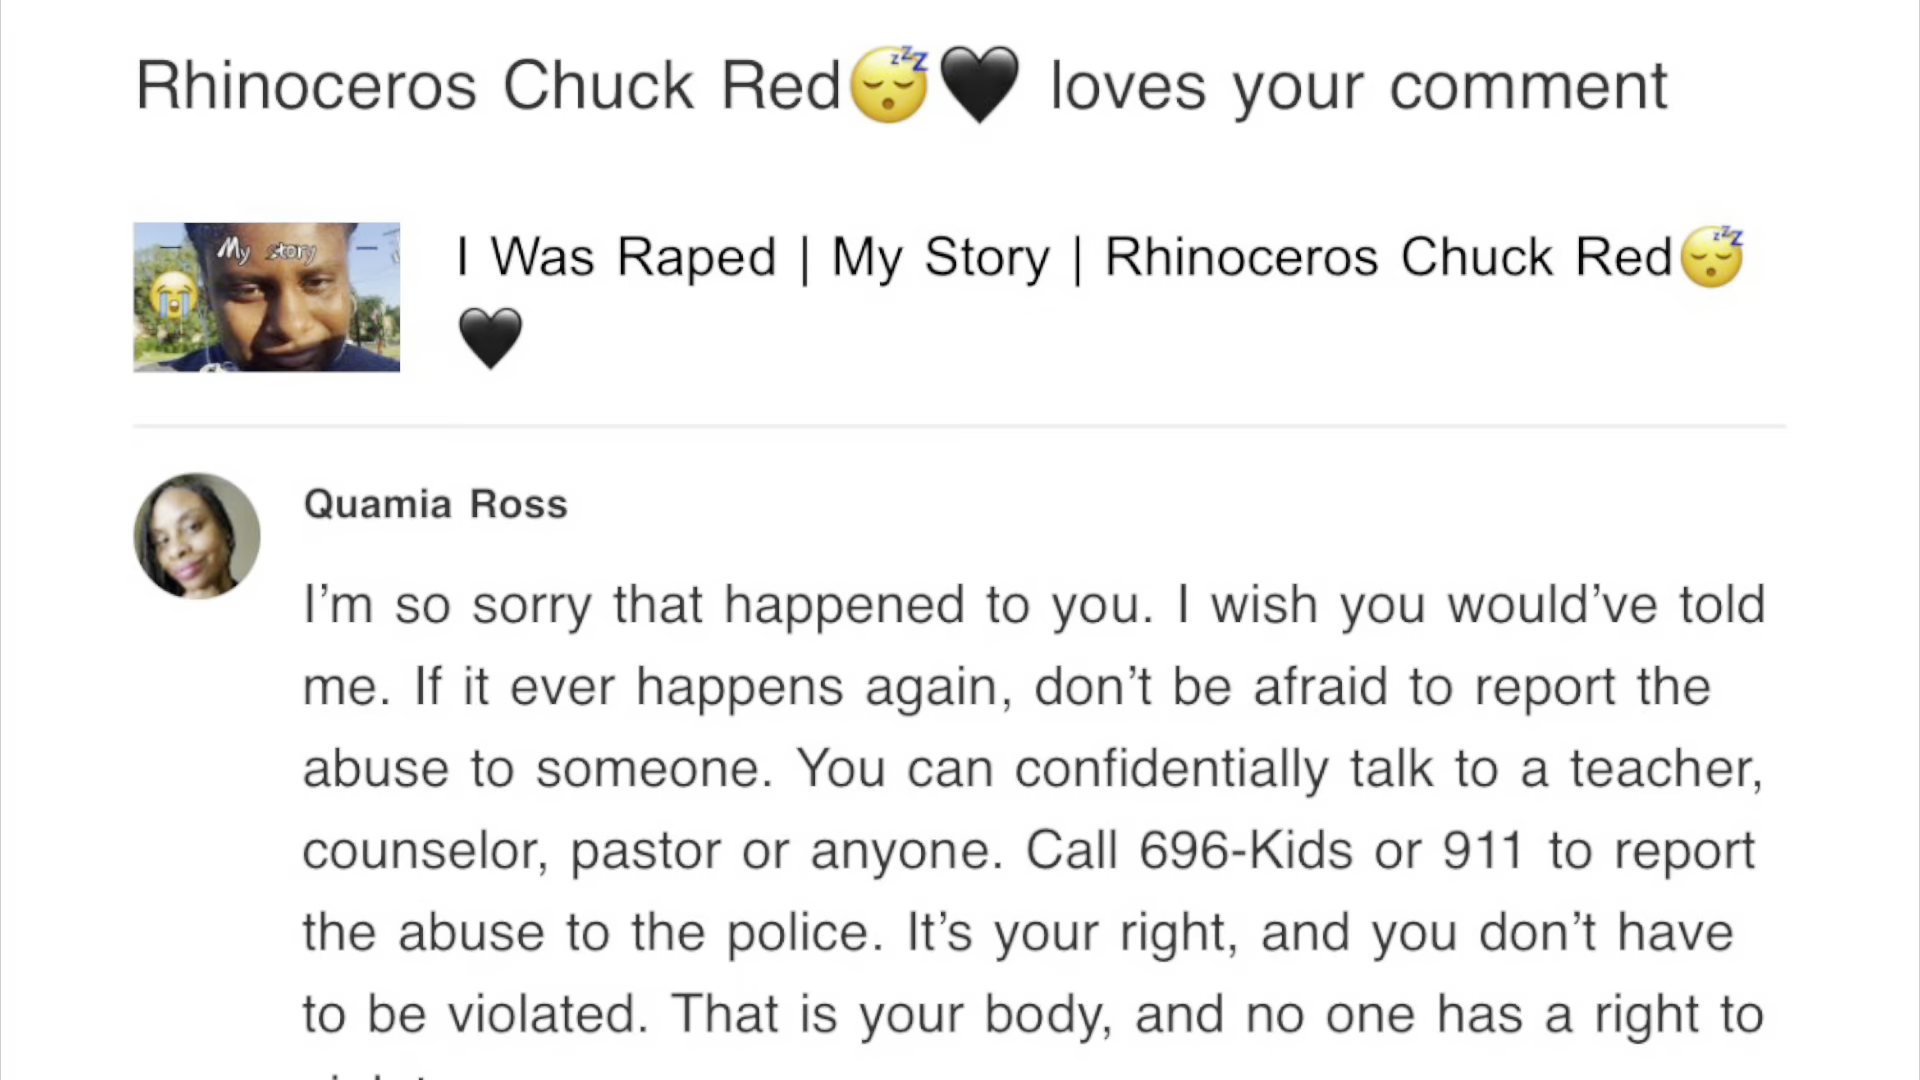 Rhinoceros Chuck Red😴🖤 loves your comment
My story
I Was Raped | My Story | Rhinoceros Chuck Red😴
🖤
Quamia Ross
I'm so sorry that happened to you. I wish you would've told
me. If it ever happens again, don't be afraid to report the
abuse to someone. You can confidentially talk to a teacher,
counselor, pastor or anyone. Call 696-Kids or 911 to report
the abuse to the police. It's your right, and you don't have
to be violated. That is your body, and no one has a right to